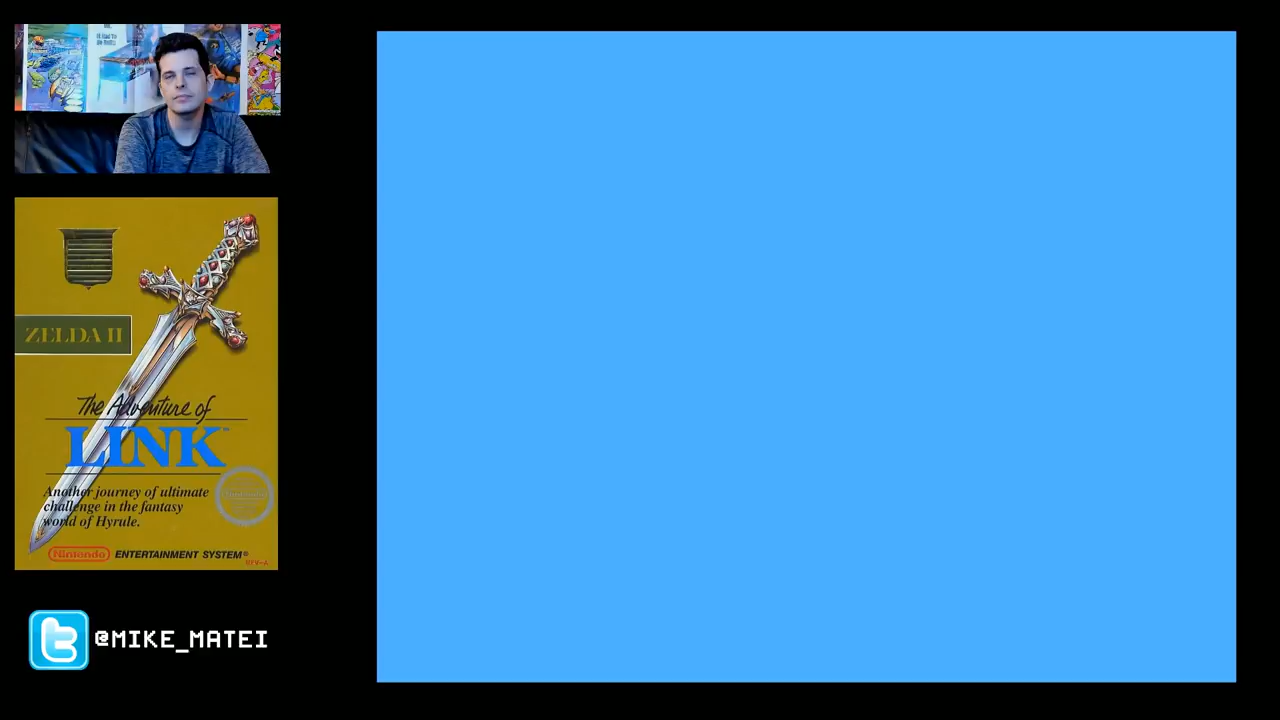 ZELDA II
The Adventure of
LINK™
Another journey of ultimate
challenge in the fantasy
world of Hyrule.
Nintendo ENTERTAINMENT SYSTEM®
@MIKE_MATEI